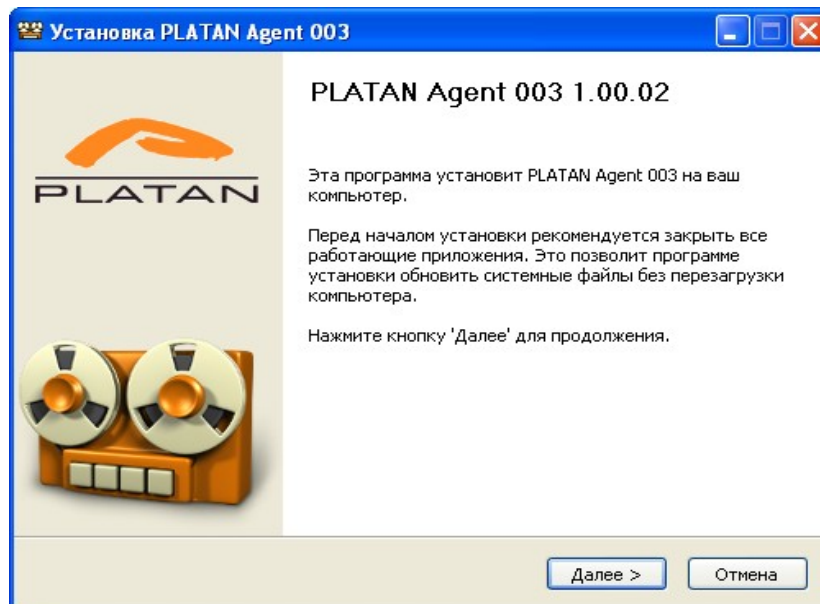 Установка PLATAN Agent 003
PLATAN
PLATAN Agent 003 1.00.02
Эта программа установит PLATAN Agent 003 на ваш
компьютер.
Перед началом установки рекомендуется закрыть все
работающие приложения. Это позволит программе
установки обновить системные файлы без перезагрузки
компьютера.
Нажмите кнопку 'Далее' для продолжения.
Далее >
Отмена